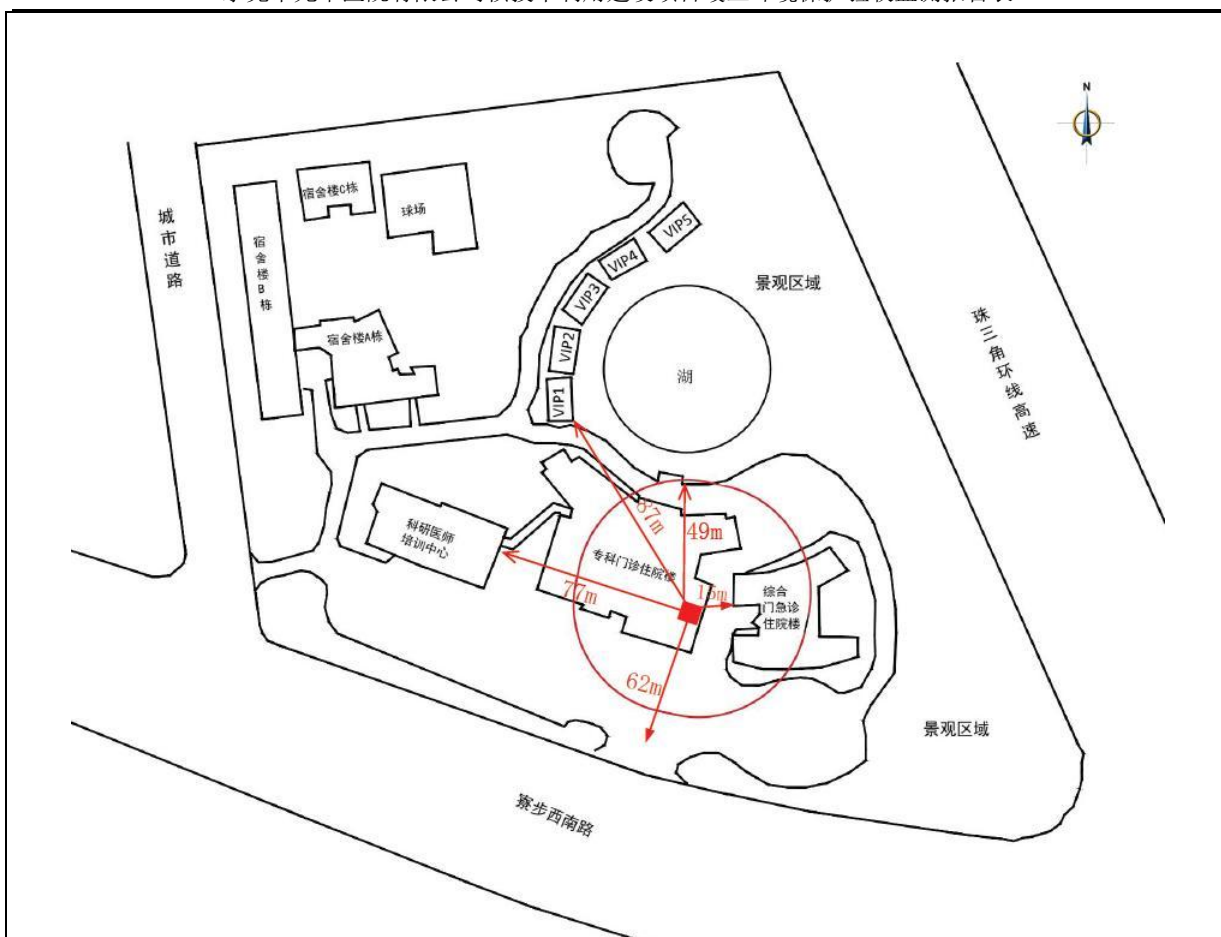 N
宿舍楼C栋
球场
城市道路
宿舍楼B栋
宿舍楼A栋
VIP5
VIP4
VIP3
VIP2
VIP1
景观区域
湖
珠三角环线高速
科研医师
培训中心
专科门诊住院楼
综合
门急诊
住院楼
87m
49m
77m
15m
62m
景观区域
寮步西南路